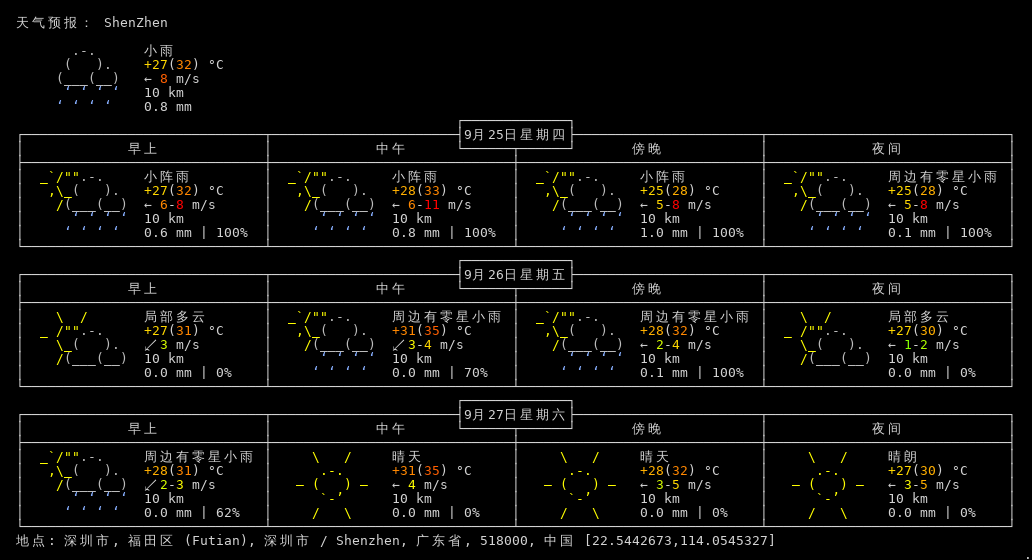 天气预报： ShenZhen
小雨
+27(32) °C
← 8 m/s
10 km
0.8 mm
9月25日星期四
早上 中午 傍晚 夜间
小阵雨 小阵雨 小阵雨 周边有零星小雨
+27(32) °C +28(33) °C +25(28) °C +25(28) °C
← 6-8 m/s ← 6-11 m/s ← 5-8 m/s ← 5-8 m/s
10 km 10 km 10 km 10 km
0.6 mm | 100% 0.8 mm | 100% 1.0 mm | 100% 0.1 mm | 100%
9月26日星期五
早上 中午 傍晚 夜间
局部多云 周边有零星小雨 周边有零星小雨 局部多云
+27(31) °C +31(35) °C +28(32) °C +27(30) °C
↙ 3 m/s ↙ 3-4 m/s ← 2-4 m/s ← 1-2 m/s
10 km 10 km 10 km 10 km
0.0 mm | 0% 0.0 mm | 70% 0.1 mm | 100% 0.0 mm | 0%
9月27日星期六
早上 中午 傍晚 夜间
周边有零星小雨 晴天 晴天 晴朗
+28(31) °C +31(35) °C +28(32) °C +27(30) °C
↙ 2-3 m/s ← 4 m/s ← 3-5 m/s ← 3-5 m/s
10 km 10 km 10 km 10 km
0.0 mm | 62% 0.0 mm | 0% 0.0 mm | 0% 0.0 mm | 0%
地点: 深圳市, 福田区 (Futian), 深圳市 / Shenzhen, 广东省, 518000, 中国 [22.5442673,114.0545327]